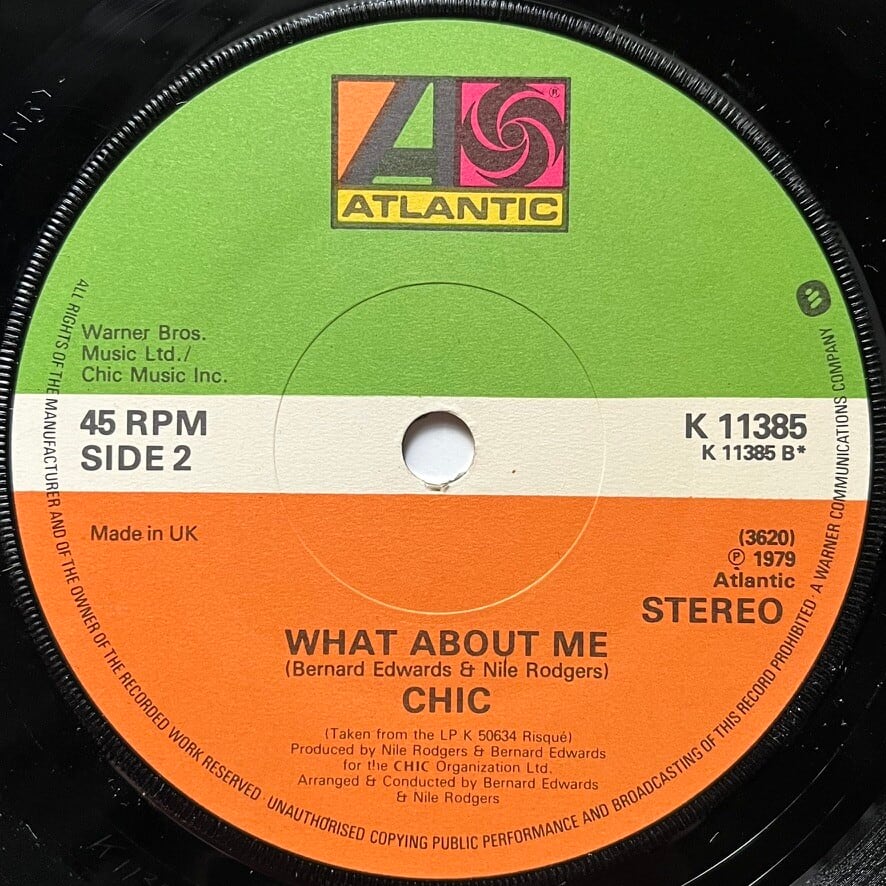 ATLANTIC
®
Warner Bros.
Music Ltd./
Chic Music Inc.
45 RPM
SIDE 2
K 11385
K 11385 B*
Made in UK
(3620)
℗ 1979
Atlantic
STEREO
WHAT ABOUT ME
(Bernard Edwards & Nile Rodgers)
CHIC
(Taken from the LP K 50634 Risqué)
Produced by Nile Rodgers & Bernard Edwards
for the CHIC Organization Ltd.
Arranged & Conducted by Bernard Edwards
& Nile Rodgers
ALL RIGHTS OF THE MANUFACTURER AND OF THE OWNER OF THE RECORDED WORK RESERVED · UNAUTHORISED COPYING PUBLIC PERFORMANCE AND BROADCASTING OF THIS RECORD PROHIBITED · A WARNER COMMUNICATIONS COMPANY